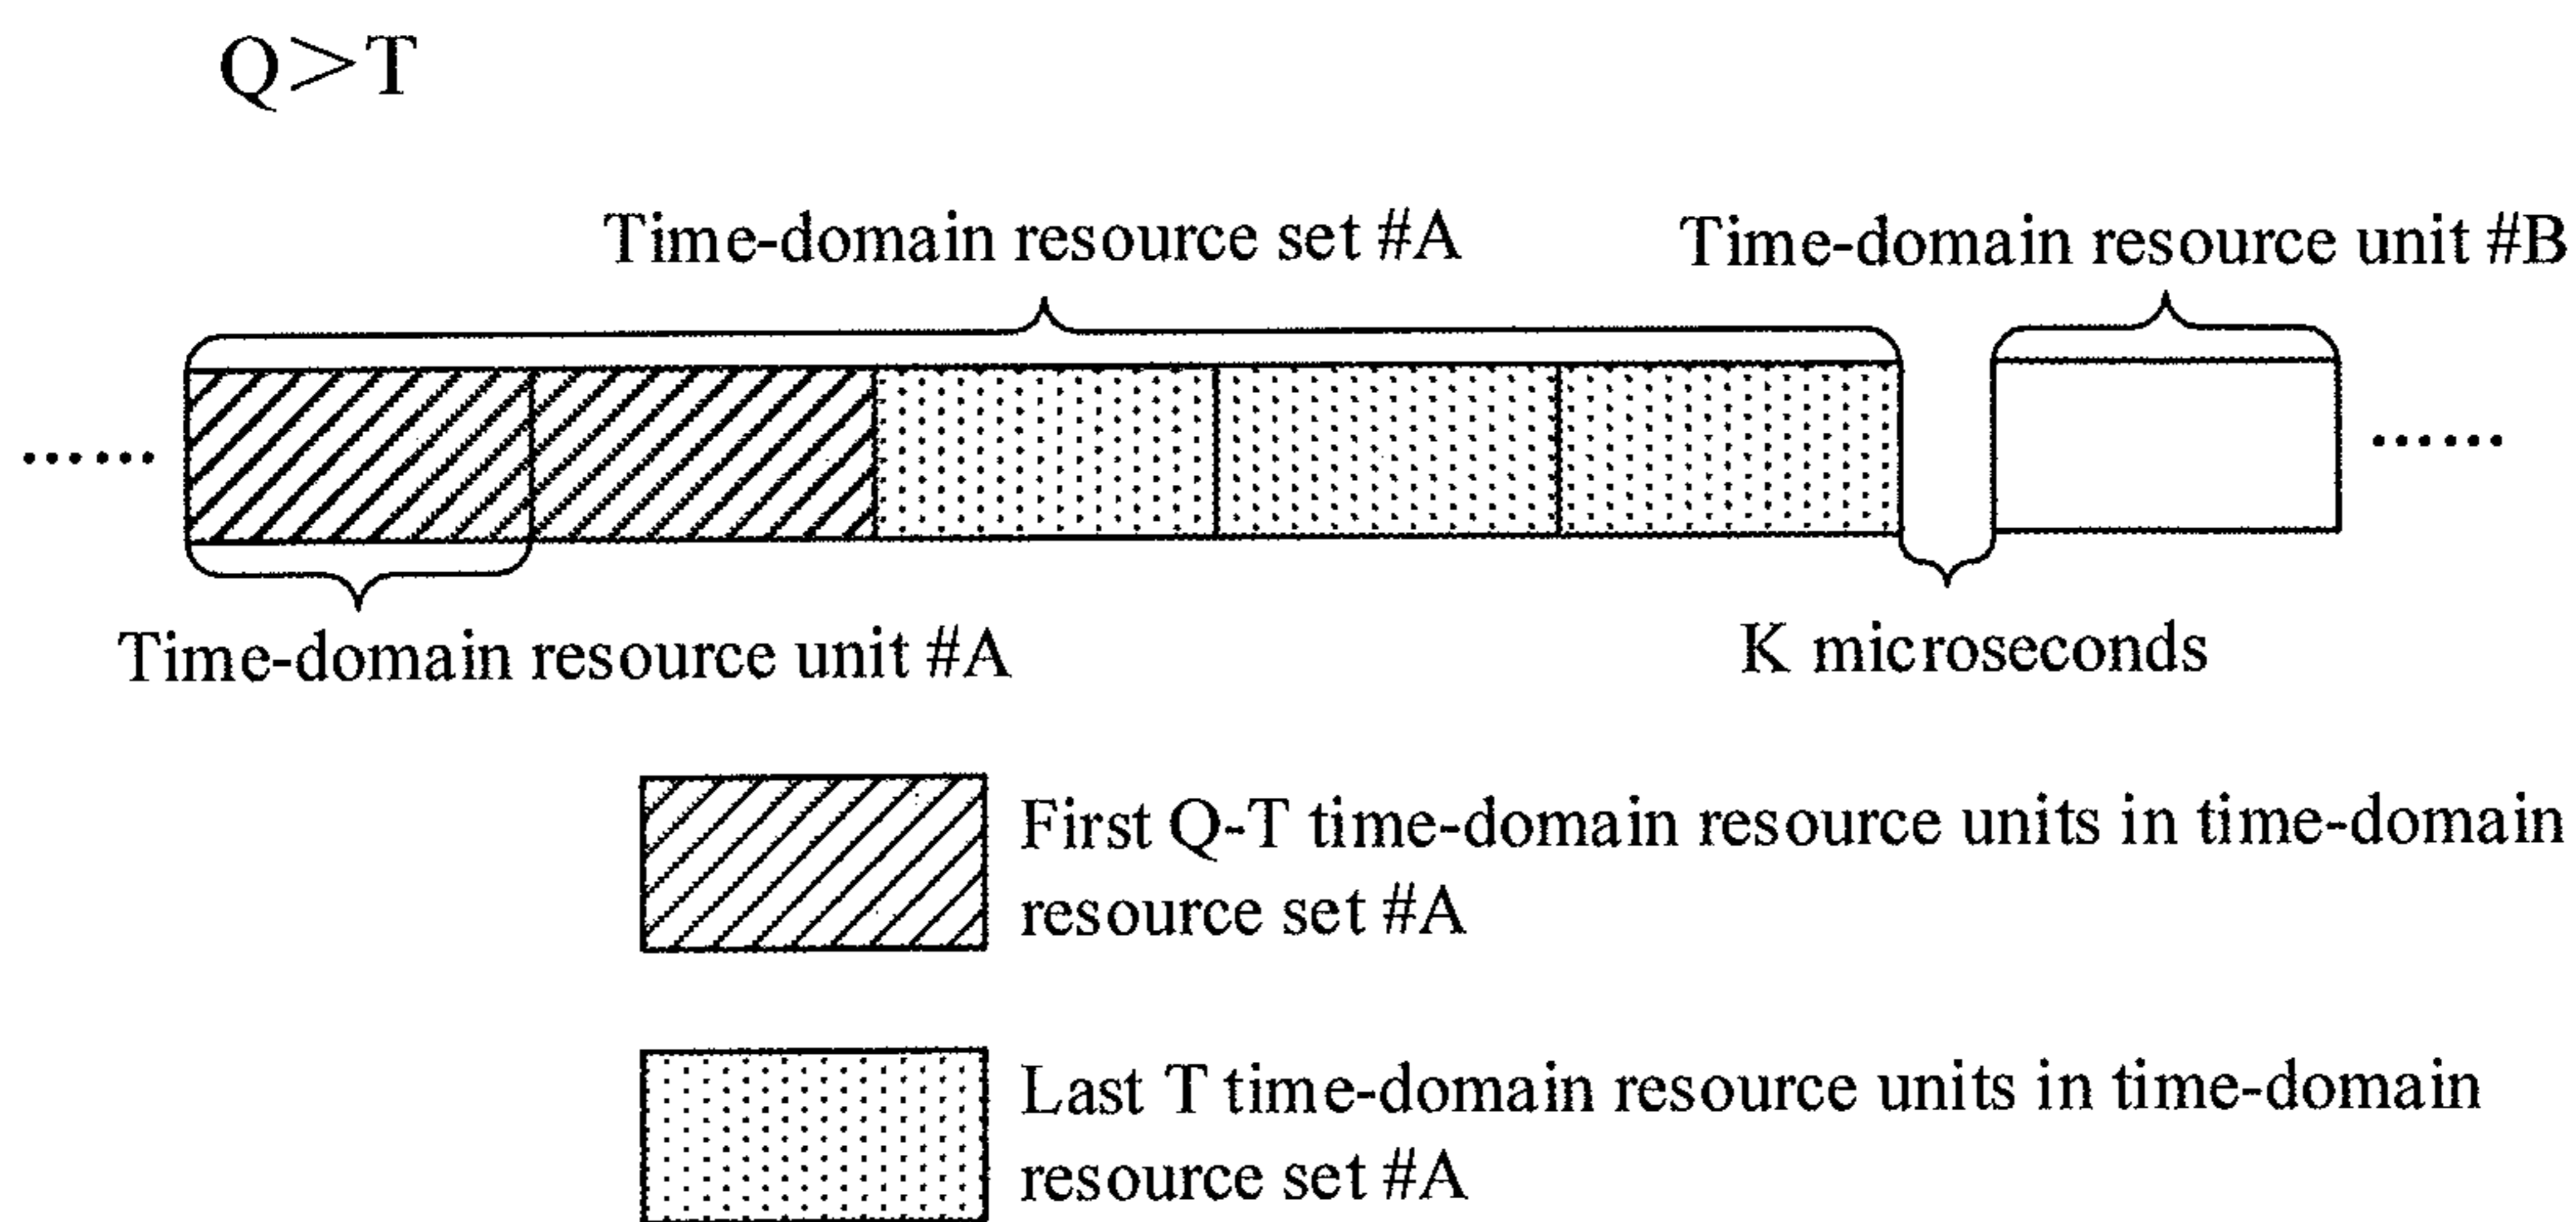 Q>T
Time-domain resource set #A
Time-domain resource unit #B
......
......
Time-domain resource unit #A
K microseconds
First Q-T time-domain resource units in time-domain
resource set #A
Last T time-domain resource units in time-domain
resource set #A